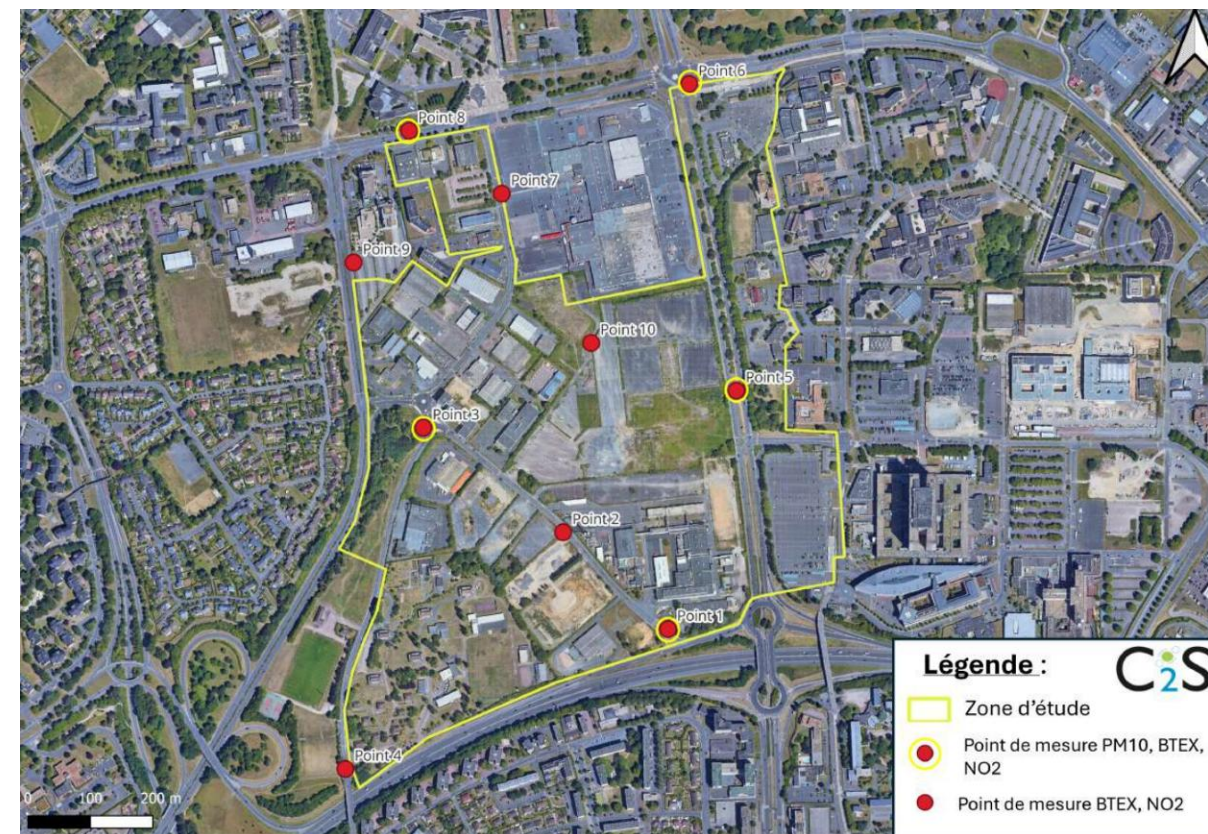 Point 6
Point 8
Point 7
Point 9
Point 10
Point 5
Point 3
Point 2
Point 1
Point 4
0 100 200 m
Légende :
C2S
Zone d'étude
Point de mesure PM10, BTEX,
NO2
Point de mesure BTEX, NO2